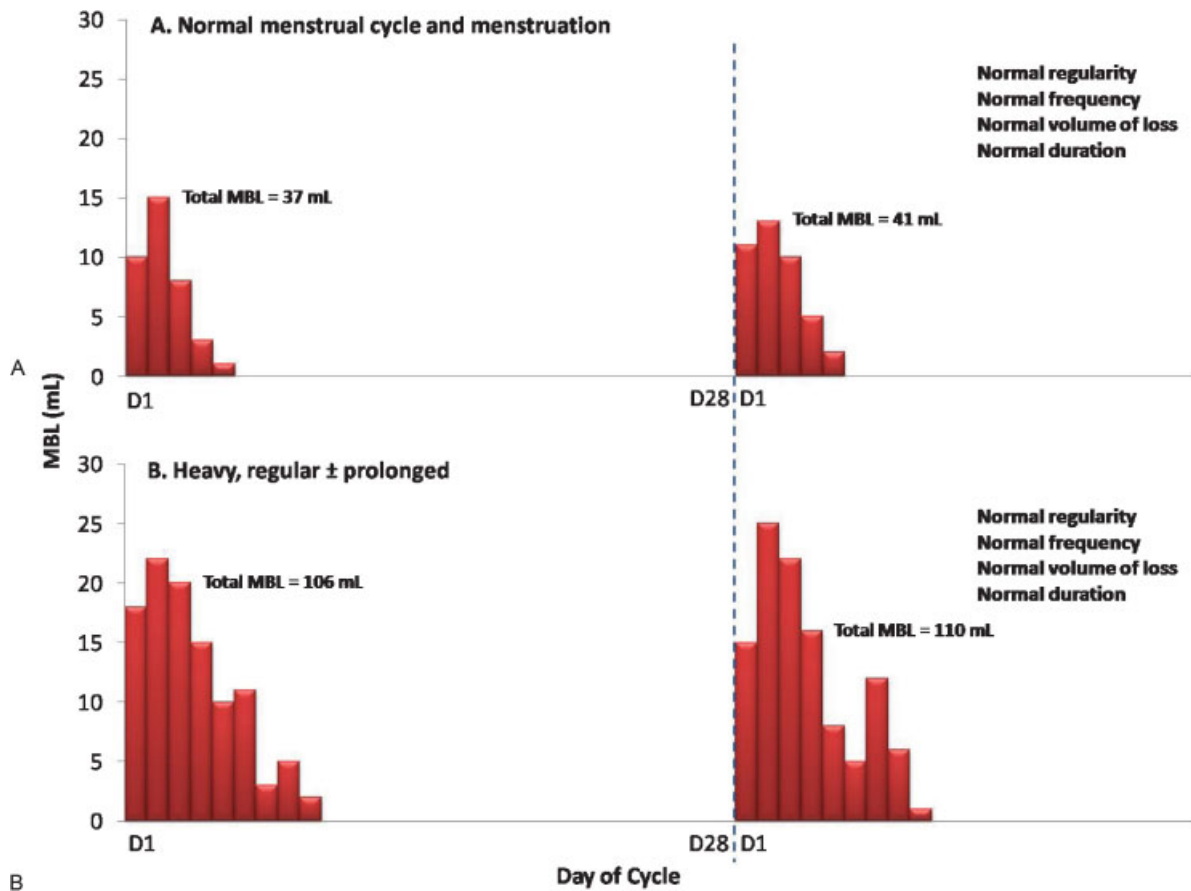 A. Normal menstrual cycle and menstruation
30
25
20
15
10
5
0
Normal regularity
Normal frequency
Normal volume of loss
Normal duration
Total MBL = 37 mL
Total MBL = 41 mL
A
D1
D28 D1
MBL (mL)
B. Heavy, regular ± prolonged
30
25
20
15
10
5
0
Normal regularity
Normal frequency
Normal volume of loss
Normal duration
Total MBL = 106 mL
Total MBL = 110 mL
D1
D28 D1
Day of Cycle
B